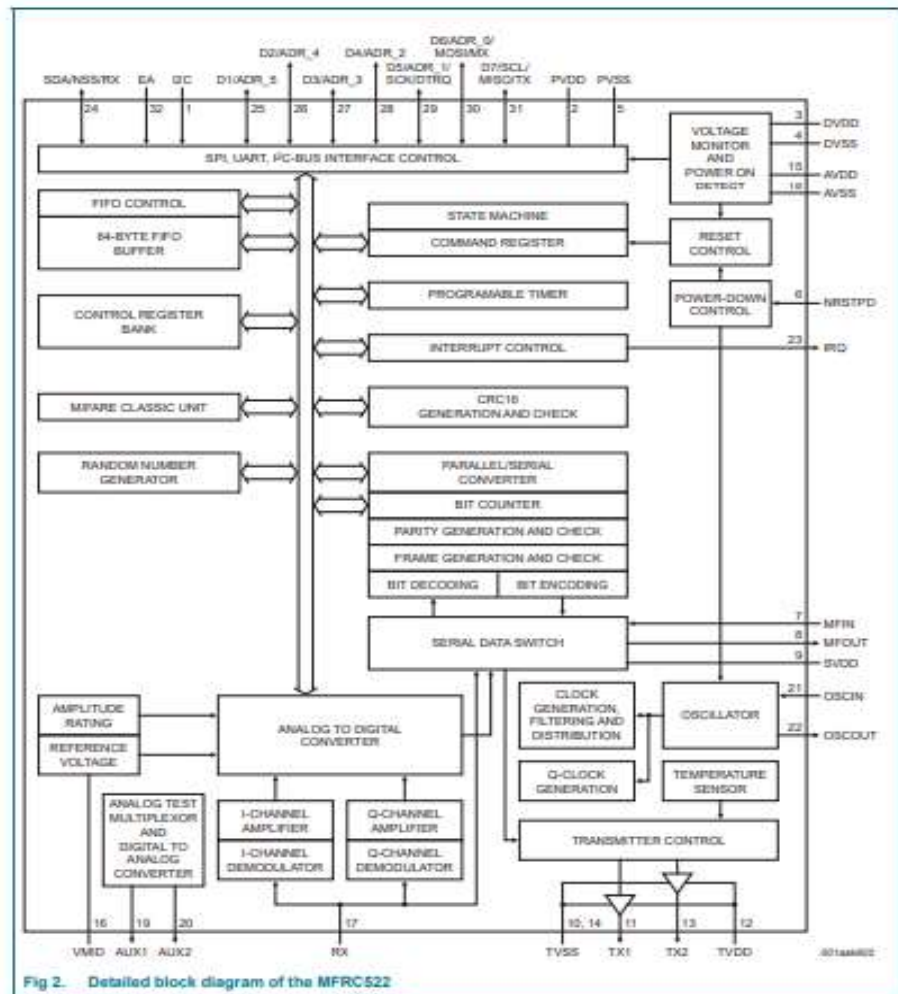 D6/ADR_0/
D2/ADR_4
D4/ADR_2
MOSI/MX
D5/ADR_1/
D7/SCL/
SDA/NSS/RX
EA
I2C
D1/ADR_5
D3/ADR_3
SCK/DTRQ
MISO/TX
PVDD
PVSS
24
32
1
25
26
27
28
29
30
31
2
5
3
DVDD
VOLTAGE
MONITOR
AND
POWER ON
DETECT
4
DVSS
15
AVDD
AVSS
SPI, UART, I²C-BUS INTERFACE CONTROL
FIFO CONTROL
64-BYTE FIFO
BUFFER
STATE MACHINE
COMMAND REGISTER
RESET
CONTROL
CONTROL REGISTER
BANK
PROGRAMABLE TIMER
POWER-DOWN
CONTROL
6
NRSTPD
INTERRUPT CONTROL
23
IRQ
MIFARE CLASSIC UNIT
CRC16
GENERATION AND CHECK
RANDOM NUMBER
GENERATOR
PARALLEL/SERIAL
CONVERTER
BIT COUNTER
PARITY GENERATION AND CHECK
FRAME GENERATION AND CHECK
BIT DECODING
BIT ENCODING
SERIAL DATA SWITCH
7
MFIN
8
MFOUT
9
SVDD
AMPLITUDE
RATING
REFERENCE
VOLTAGE
ANALOG TO DIGITAL
CONVERTER
CLOCK
GENERATION,
FILTERING AND
DISTRIBUTION
OSCILLATOR
21
OSCIN
22
OSCOUT
Q-CLOCK
GENERATION
TEMPERATURE
SENSOR
ANALOG TEST
MULTIPLEXOR
AND
DIGITAL TO
ANALOG
CONVERTER
I-CHANNEL
AMPLIFIER
I-CHANNEL
DEMODULATOR
Q-CHANNEL
AMPLIFIER
Q-CHANNEL
DEMODULATOR
TRANSMITTER CONTROL
16
19
20
17
10, 14
11
13
12
VMID
AUX1
AUX2
RX
TVSS
TX1
TX2
TVDD
Fig 2. Detailed block diagram of the MFRC522